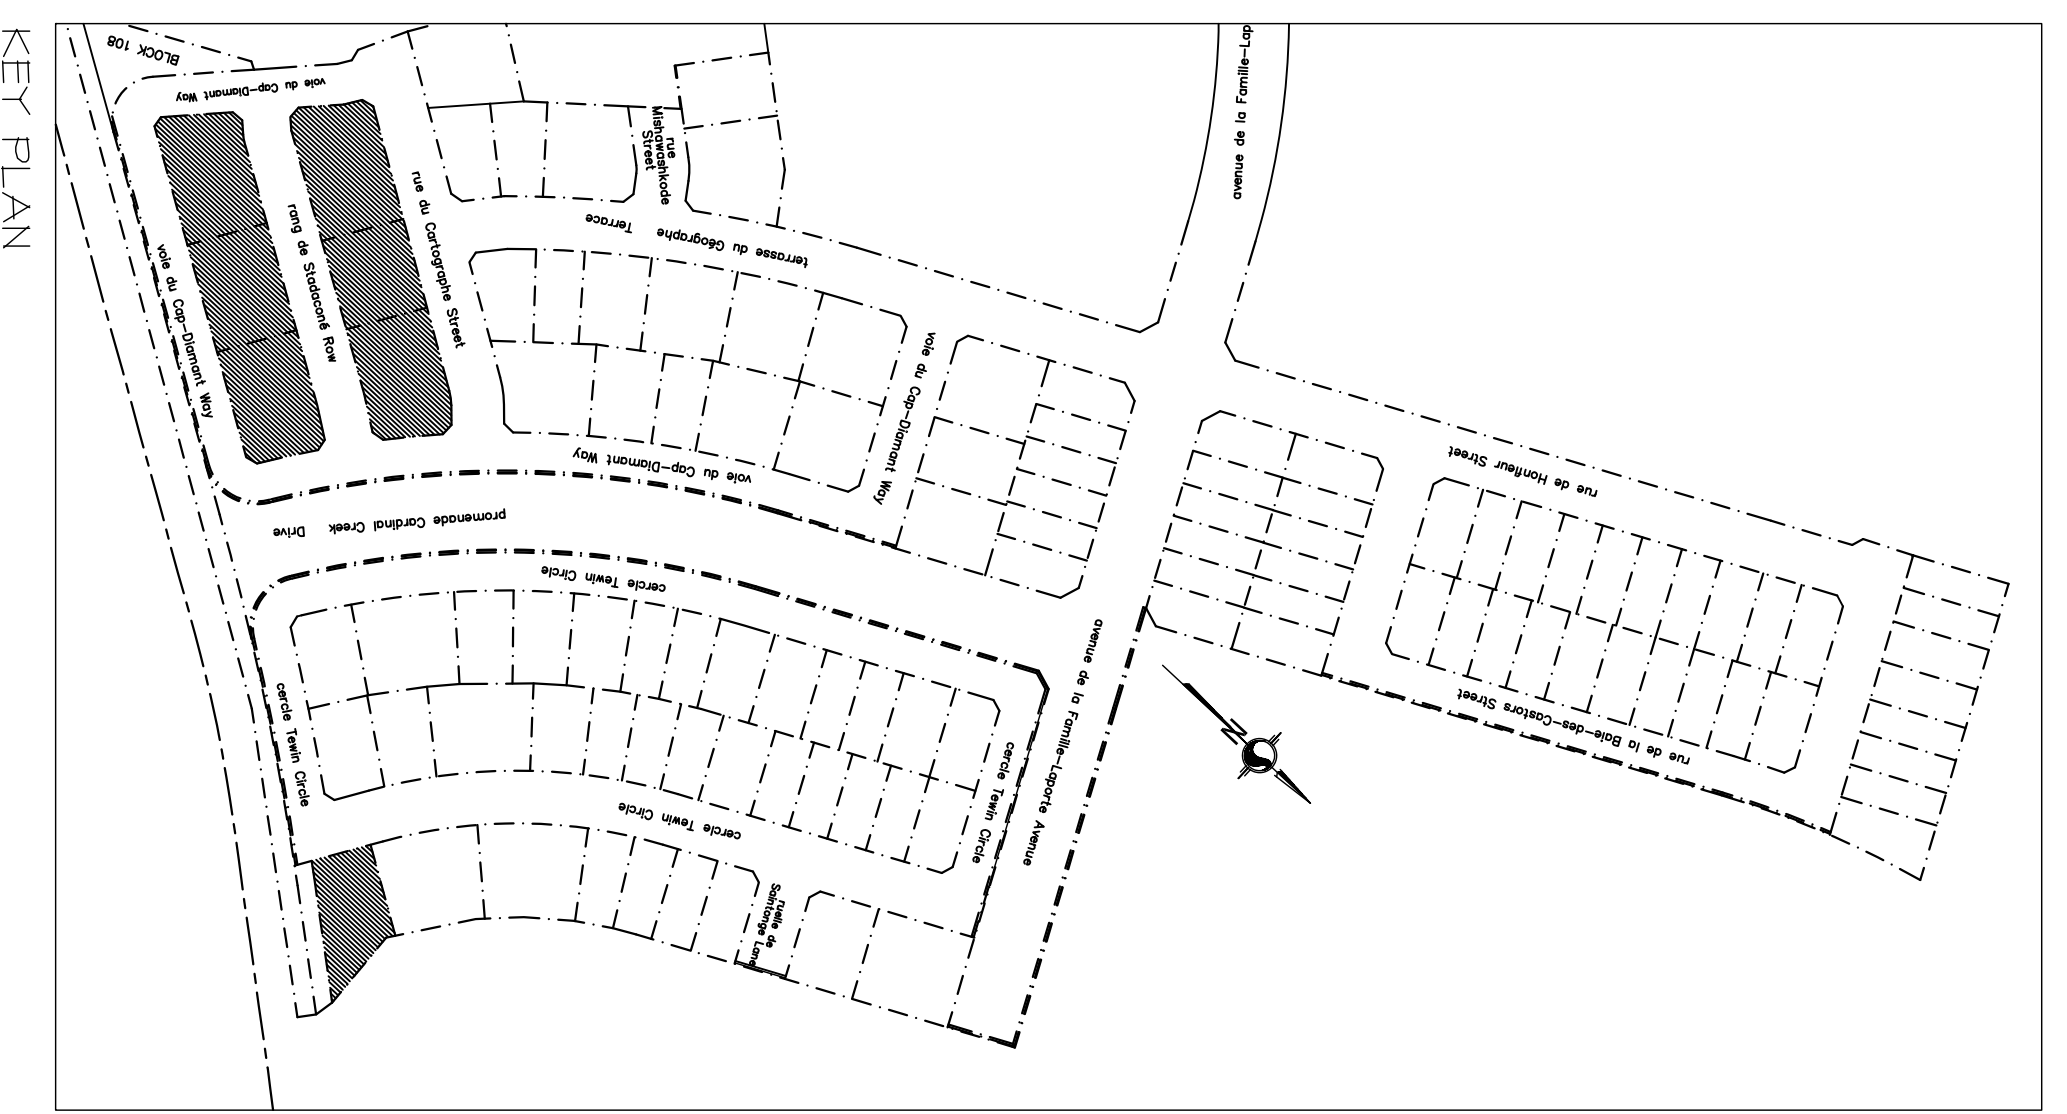 KEY PLAN
BLOCK 108
voie du Cap-Diamant Way
rue
Mishawashkode
Street
avenue de la Famille-Lap
rue du Cartographe Street
rang de Stadaconé Row
voie du Cap-Diamant Way
terrasse du Géographe Terrace
voie du Cap-Diamant Way
voie du Cap-Diamant Way
rue de Honfleur Street
promenade Cardinal Creek Drive
cercle Tewin Circle
avenue de la Famille-Laporte Avenue
rue de la Baie-des-Castors Street
cercle Tewin Circle
cercle Tewin Circle
cercle Tewin Circle
ruelle de
Saintonge Lane
N